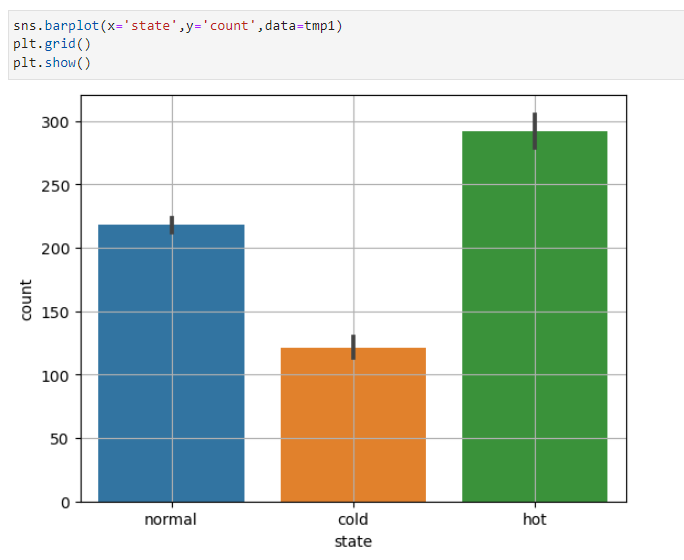 sns.barplot(x='state',y='count',data=tmp1)
plt.grid()
plt.show()
300
250
200
150
100
50
0
count
normal cold hot
state